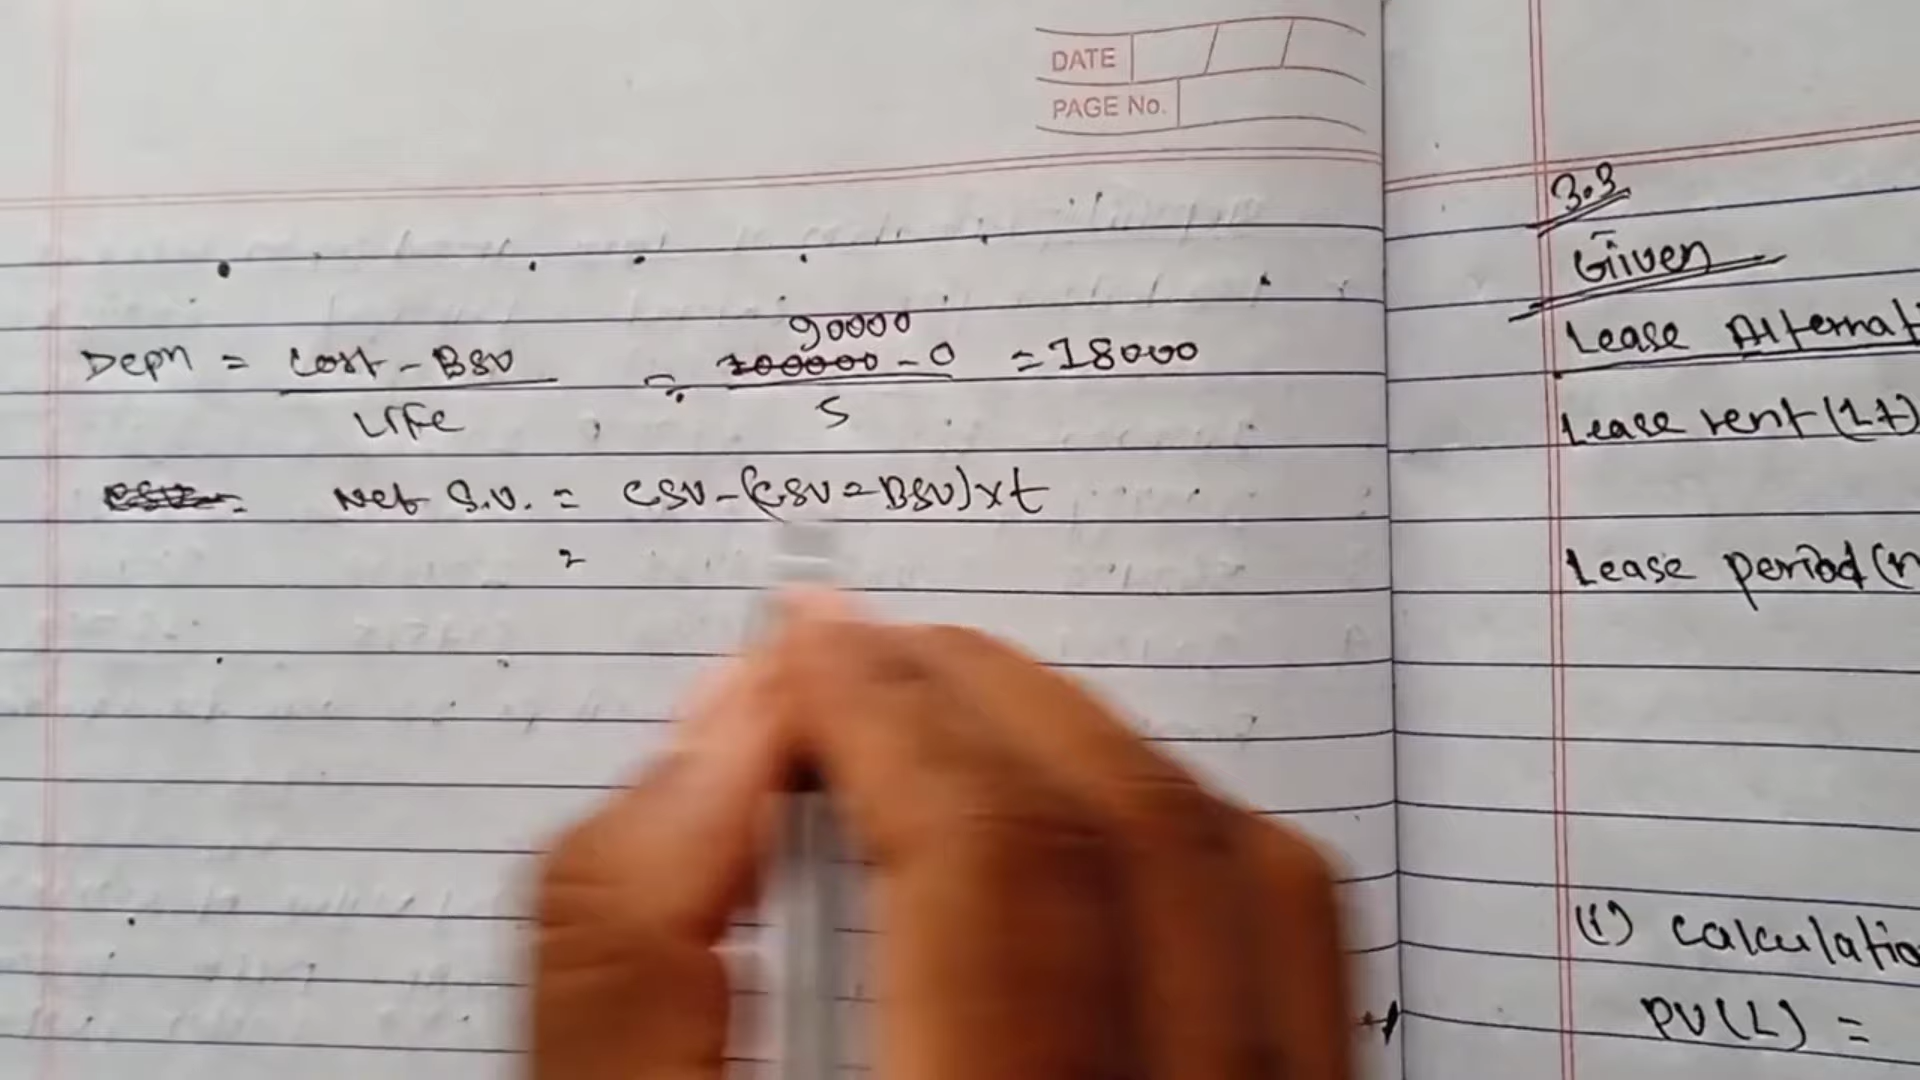 DATE
PAGE No.
90000
Depn = Cost - BSV = 100000 - 0 = 18000
Life 5
Net S.V. = CSV - (CSV - BSV) x t
=
3.3
Given
Lease Alternat
Lease rent (Lt)
Lease period (n
(i) calculatio
PV(L) =